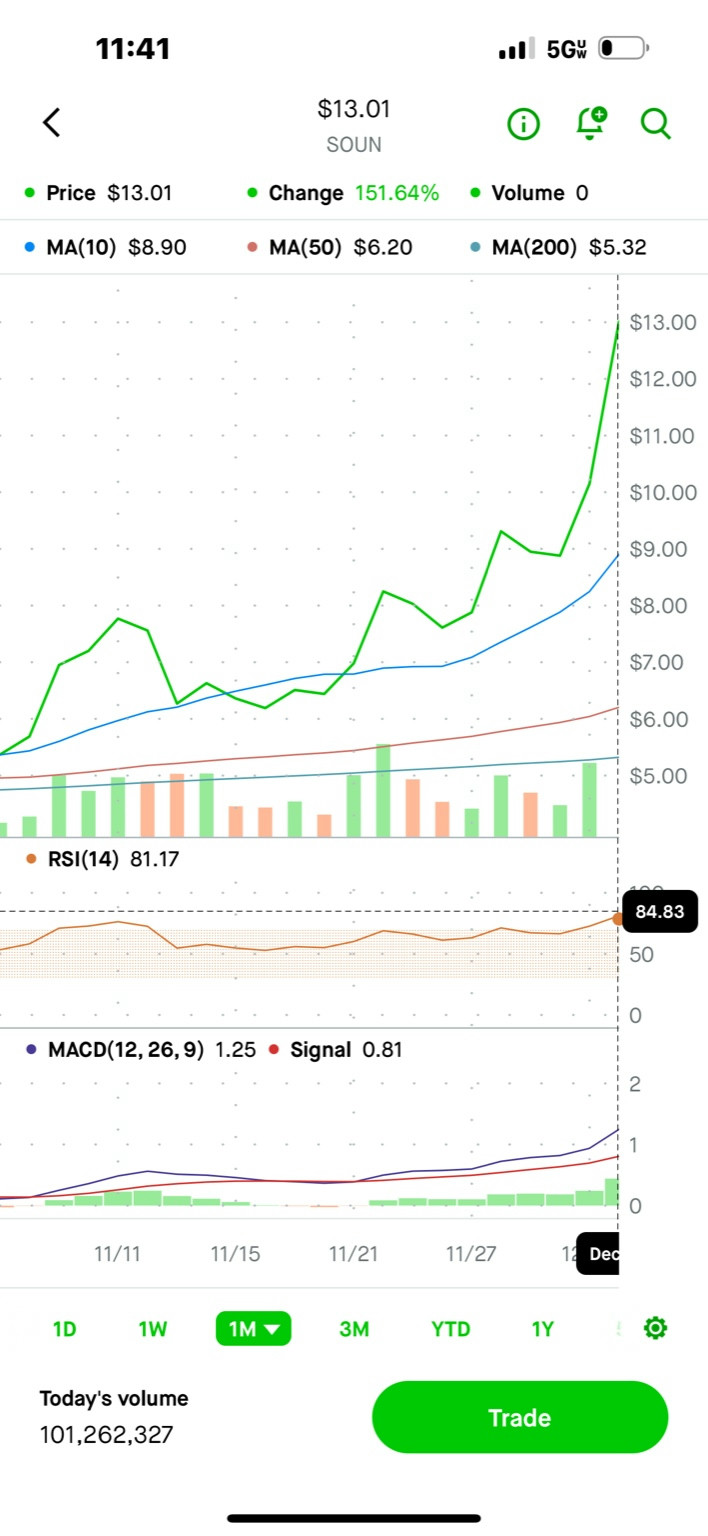 11:41 5GUW
$13.01
SOUN
Price $13.01 Change 151.64% Volume 0
MA(10) $8.90 MA(50) $6.20 MA(200) $5.32
$13.00
$12.00
$11.00
$10.00
$9.00
$8.00
$7.00
$6.00
$5.00
RSI(14) 81.17
100
84.83
50
0
MACD(12, 26, 9) 1.25 Signal 0.81
2
1
0
11/11 11/15 11/21 11/27 12 Dec
1D 1W 1M 3M YTD 1Y
Today's volume
101,262,327
Trade